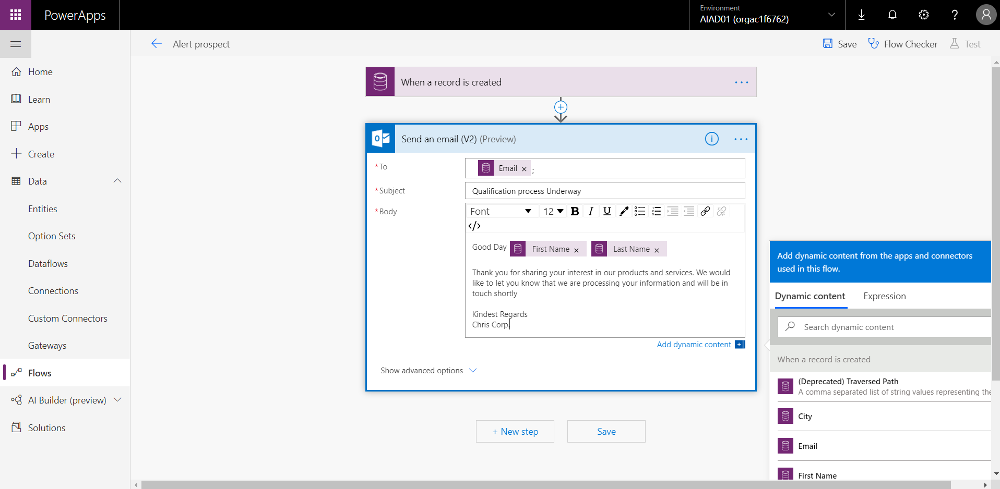 PowerApps
Environment
AIAD01 (orgac1f6762)
Alert prospect
Save
Flow Checker
Test
Home
Learn
Apps
Create
Data
Entities
Option Sets
Dataflows
Connections
Custom Connectors
Gateways
Flows
AI Builder (preview)
Solutions
When a record is created
Send an email (V2) (Preview)
* To
Email × ;
* Subject
Qualification process Underway
* Body
Font 12 B I U
</>
Good Day First Name × Last Name ×
Thank you for sharing your interest in our products and services. We would
like to let you know that we are processing your information and will be in
touch shortly
Kindest Regards
Chris Corp.
Add dynamic content
Show advanced options
+ New step
Save
Add dynamic content from the apps and connectors
used in this flow.
Dynamic content
Expression
Search dynamic content
When a record is created
(Deprecated) Traversed Path
A comma separated list of string values representing the
City
Email
First Name